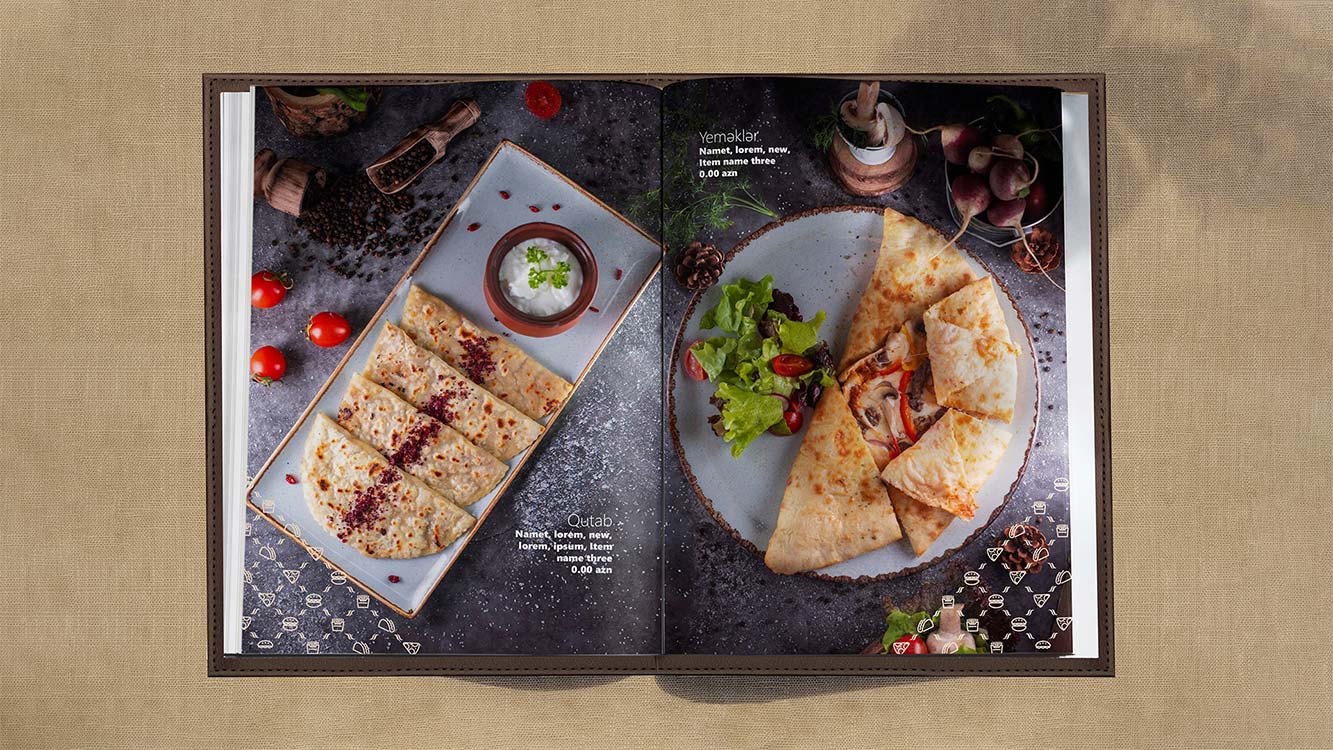 Qutab
Namet, lorem, new,
lorem, ipsum, Item
name three
0.00 azn
Yeməklər.
Namet, lorem, new,
Item name three
0.00 azn